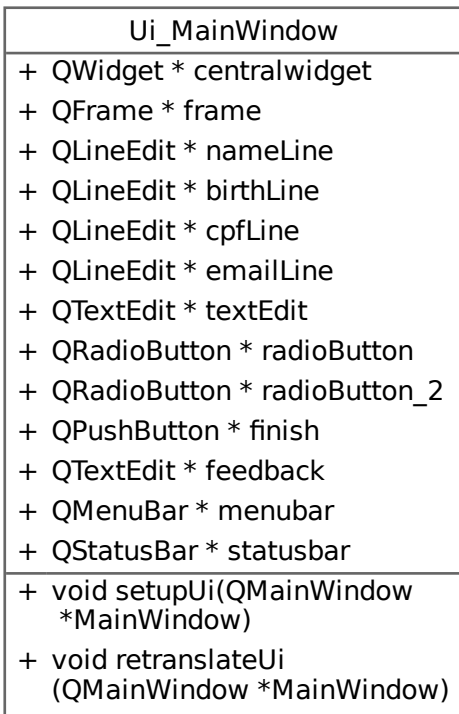 Ui_MainWindow
+ QWidget * centralwidget
+ QFrame * frame
+ QLineEdit * nameLine
+ QLineEdit * birthLine
+ QLineEdit * cpfLine
+ QLineEdit * emailLine
+ QTextEdit * textEdit
+ QRadioButton * radioButton
+ QRadioButton * radioButton_2
+ QPushButton * finish
+ QTextEdit * feedback
+ QMenuBar * menubar
+ QStatusBar * statusbar
+ void setupUi(QMainWindow
*MainWindow)
+ void retranslateUi
(QMainWindow *MainWindow)